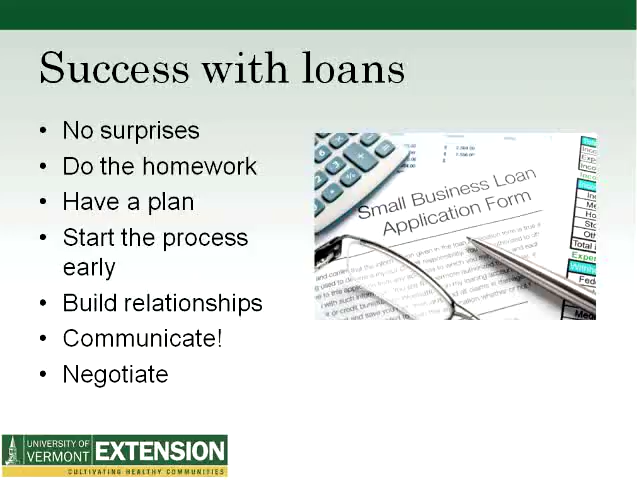 Success with loans
• No surprises
• Do the homework
• Have a plan
• Start the process
early
• Build relationships
• Communicate!
• Negotiate
Small Business Loan
Application Form
UNIVERSITY OF
VERMONT
EXTENSION
CULTIVATING HEALTHY COMMUNITIES